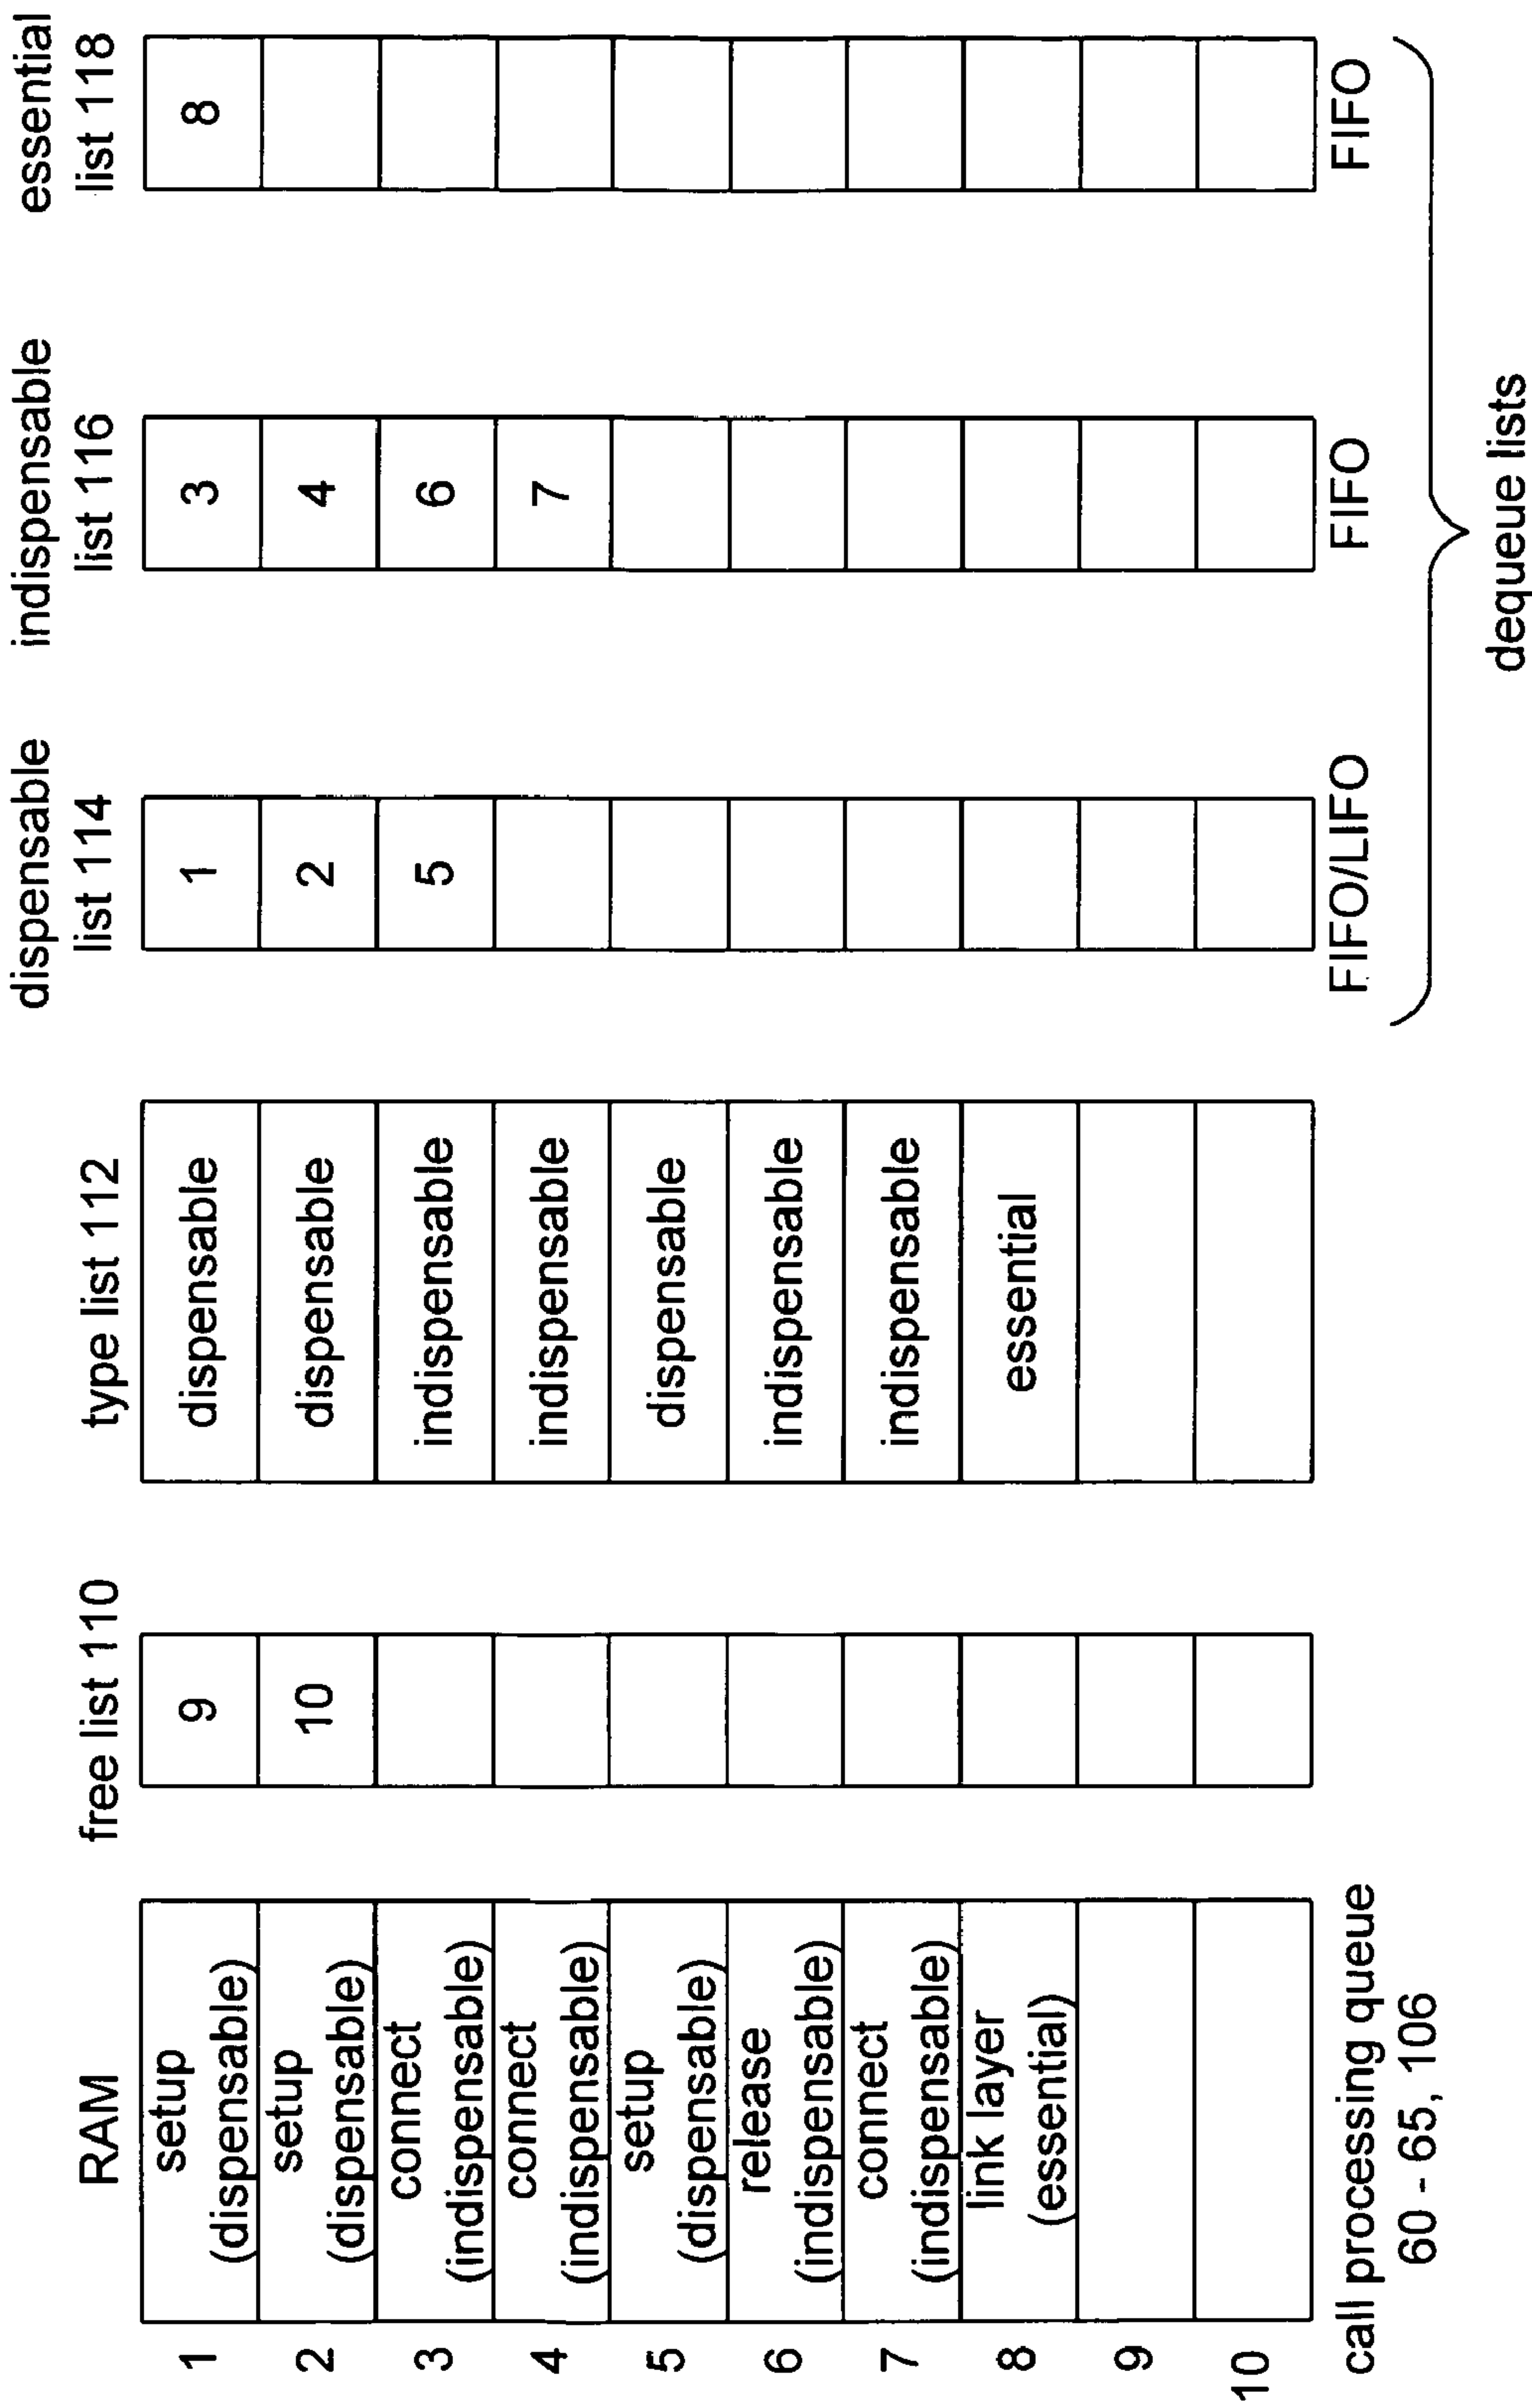 RAM
free list 110
type list 112
dispensable
list 114
indispensable
list 116
essential
list 118
1
setup
(dispensable)
9
dispensable
1
3
8
2
setup
(dispensable)
10
dispensable
2
4
3
connect
(indispensable)
indispensable
5
6
4
connect
(indispensable)
indispensable
7
5
setup
(dispensable)
dispensable
6
release
(indispensable)
indispensable
7
connect
(indispensable)
indispensable
8
link layer
(essential)
essential
9
10
call processing queue
60 - 65, 106
FIFO/LIFO
FIFO
FIFO
dequeue lists